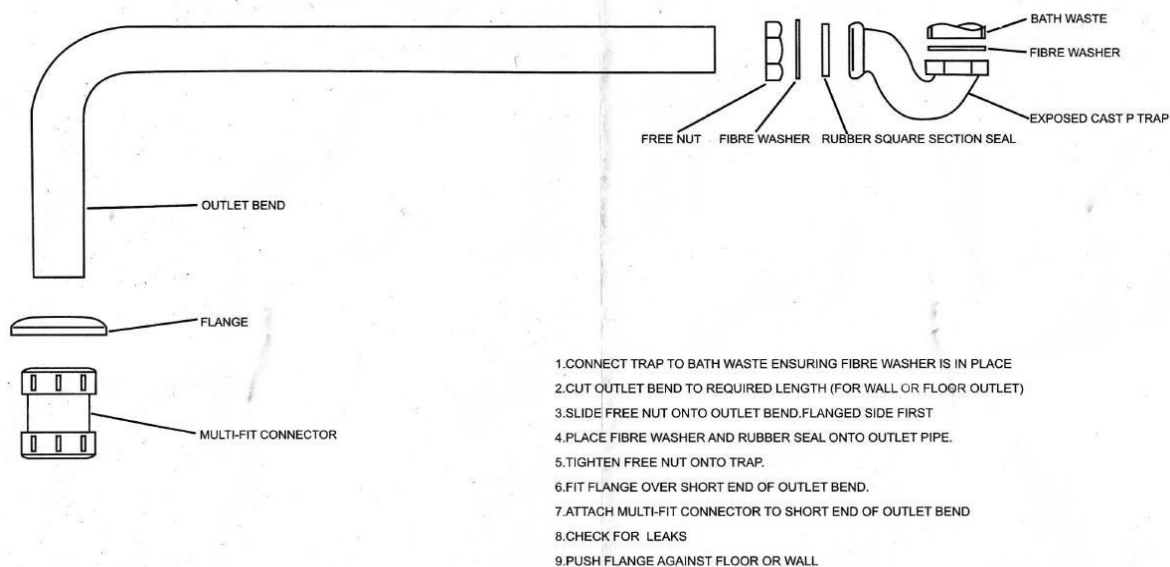 BATH WASTE
FIBRE WASHER
EXPOSED CAST P TRAP
FREE NUT FIBRE WASHER RUBBER SQUARE SECTION SEAL
OUTLET BEND
FLANGE
MULTI-FIT CONNECTOR
1.CONNECT TRAP TO BATH WASTE ENSURING FIBRE WASHER IS IN PLACE
2.CUT OUTLET BEND TO REQUIRED LENGTH (FOR WALL OR FLOOR OUTLET)
3.SLIDE FREE NUT ONTO OUTLET BEND.FLANGED SIDE FIRST
4.PLACE FIBRE WASHER AND RUBBER SEAL ONTO OUTLET PIPE.
5.TIGHTEN FREE NUT ONTO TRAP.
6.FIT FLANGE OVER SHORT END OF OUTLET BEND.
7.ATTACH MULTI-FIT CONNECTOR TO SHORT END OF OUTLET BEND
8.CHECK FOR LEAKS
9.PUSH FLANGE AGAINST FLOOR OR WALL